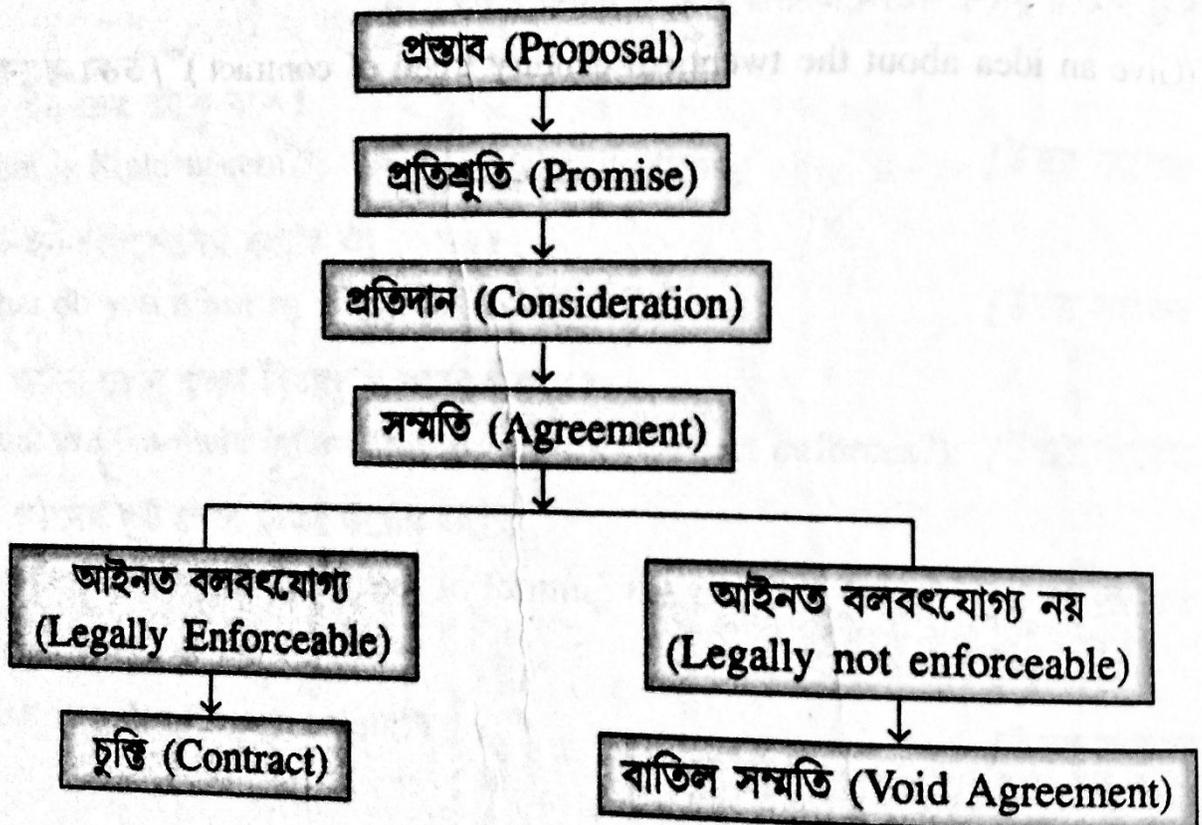 প্রস্তাব (Proposal)
প্রতিশ্রুতি (Promise)
প্রতিদান (Consideration)
সম্মতি (Agreement)
আইনত বলবৎযোগ্য
(Legally Enforceable)
চুক্তি (Contract)
আইনত বলবৎযোগ্য নয়
(Legally not enforceable)
বাতিল সম্মতি (Void Agreement)